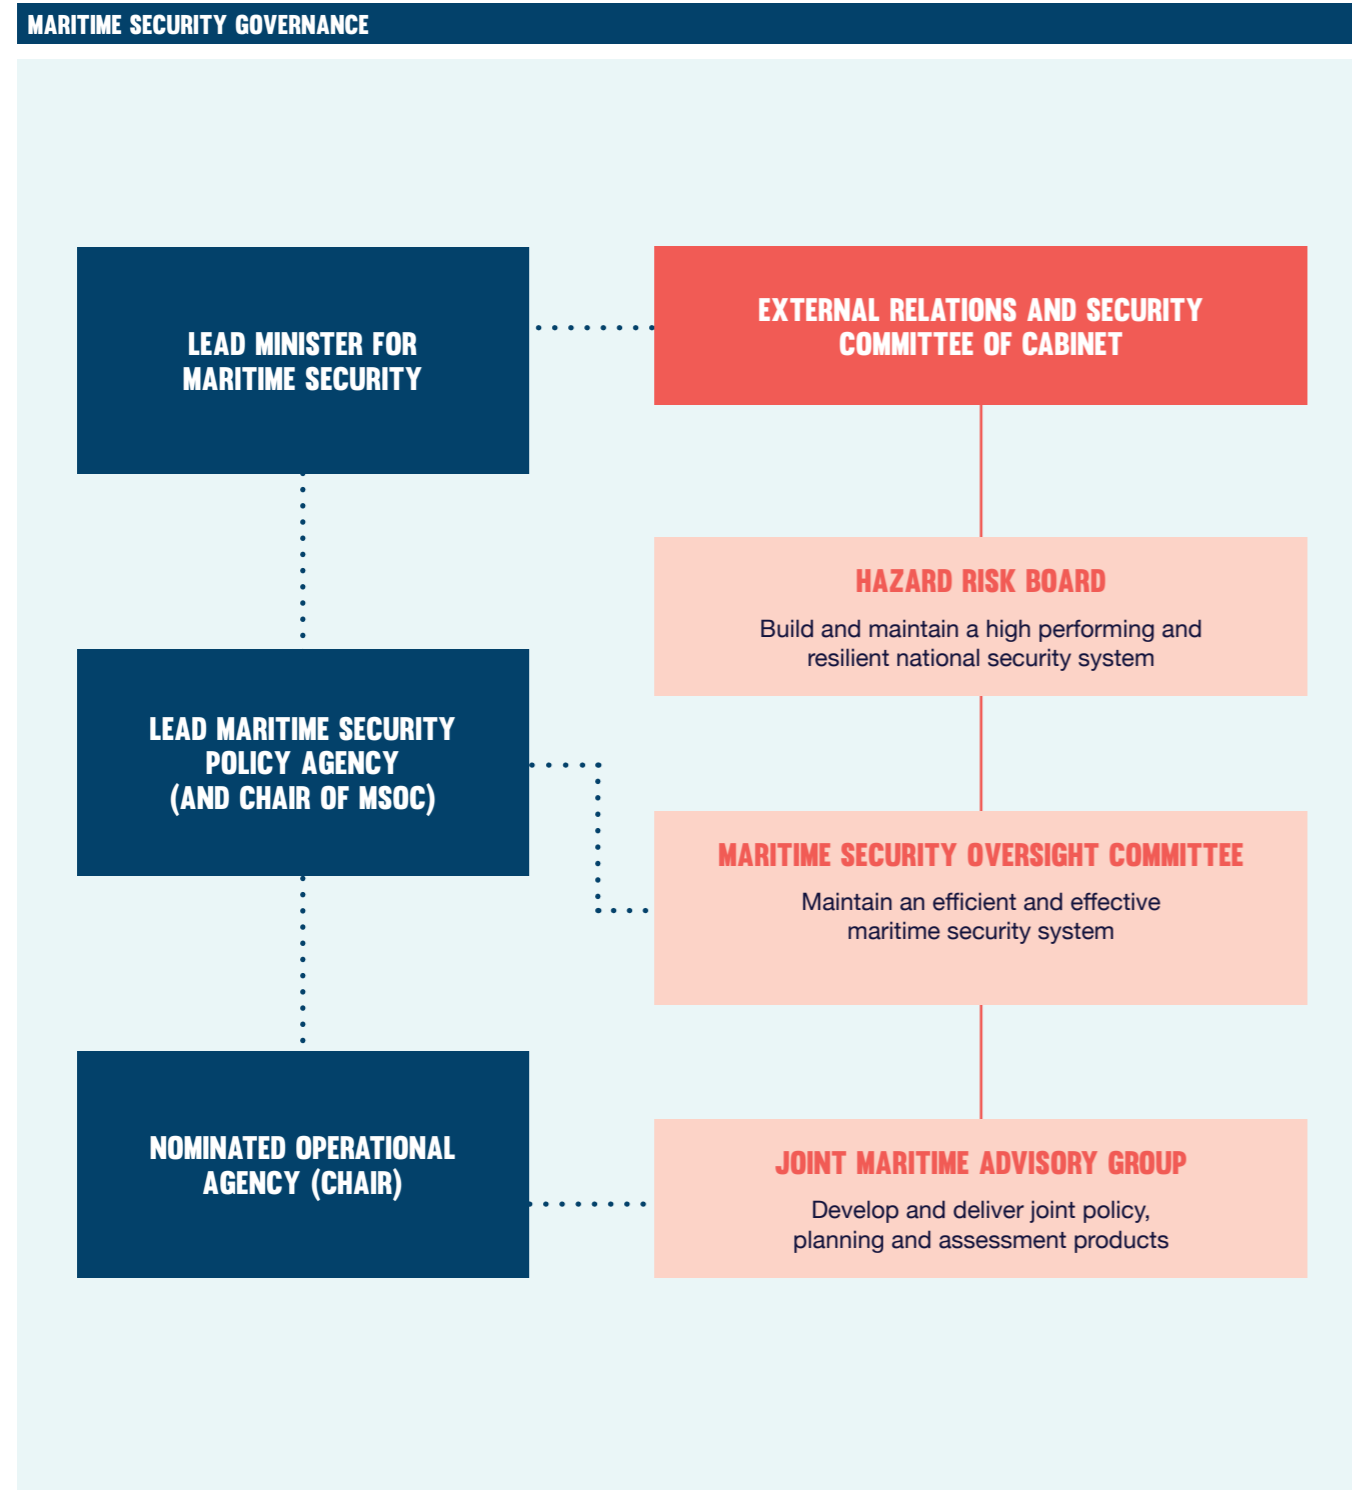 MARITIME SECURITY GOVERNANCE
LEAD MINISTER FOR
MARITIME SECURITY
EXTERNAL RELATIONS AND SECURITY
COMMITTEE OF CABINET
HAZARD RISK BOARD
Build and maintain a high performing and
resilient national security system
LEAD MARITIME SECURITY
POLICY AGENCY
(AND CHAIR OF MSOC)
MARITIME SECURITY OVERSIGHT COMMITTEE
Maintain an efficient and effective
maritime security system
NOMINATED OPERATIONAL
AGENCY (CHAIR)
JOINT MARITIME ADVISORY GROUP
Develop and deliver joint policy,
planning and assessment products